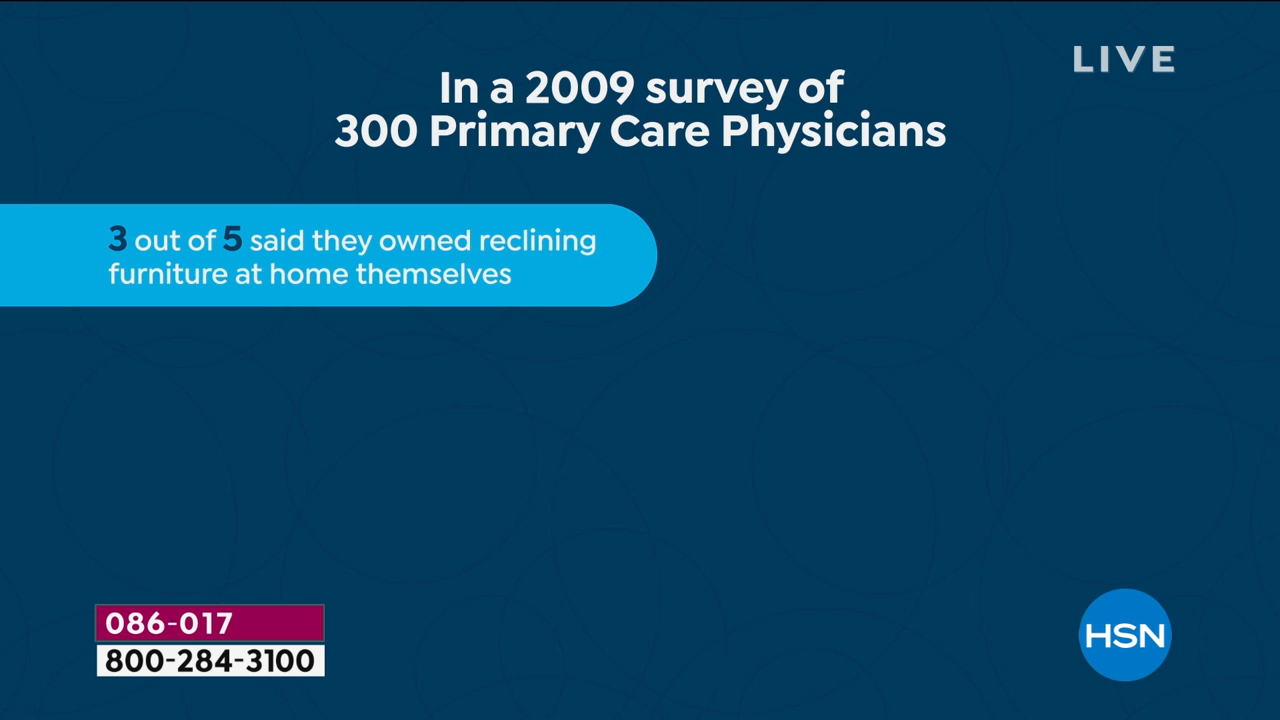 LIVE
In a 2009 survey of
300 Primary Care Physicians
3 out of 5 said they owned reclining
furniture at home themselves
086-017
800-284-3100
HSN